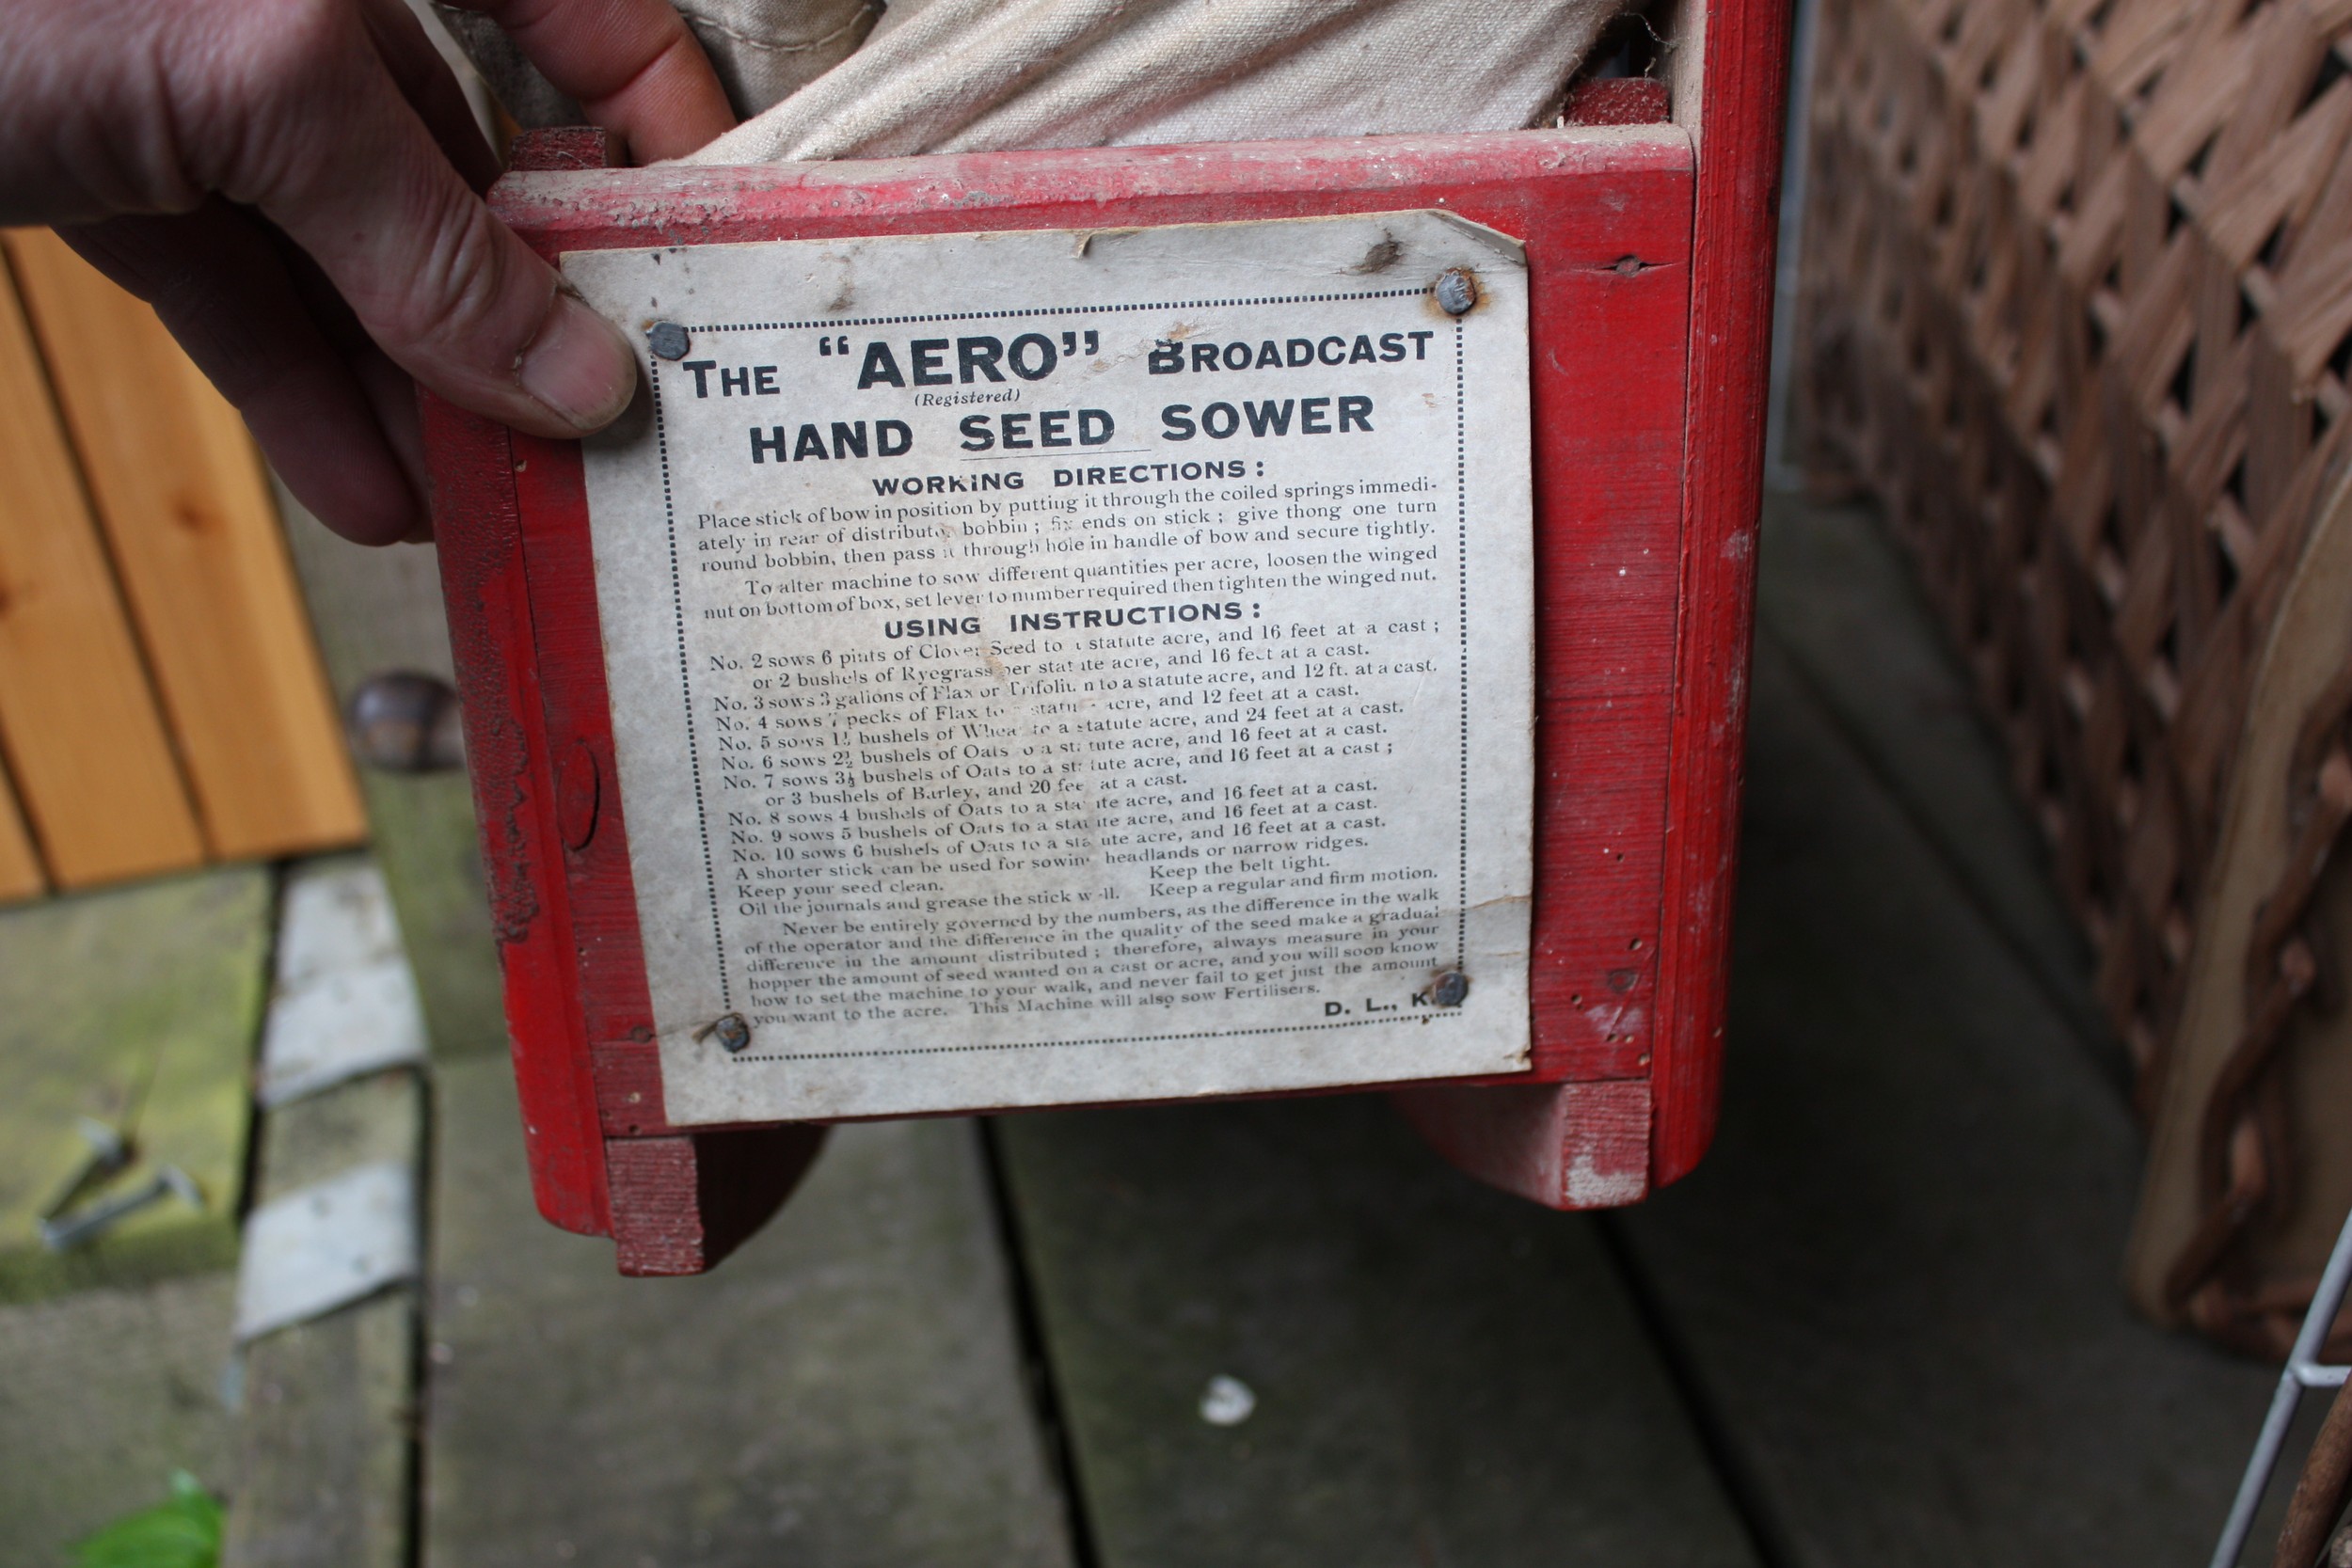 THE “AERO” BROADCAST
(Registered)
HAND SEED SOWER
WORKING DIRECTIONS:
Place stick of bow in position by putting it through the coiled springs immedi-
ately in rear of distributor bobbin; fix ends on stick; give thong one turn
round bobbin, then pass it through hole in handle of bow and secure tightly.
To alter machine to sow different quantities per acre, loosen the winged
nut on bottom of box, set lever to number required then tighten the winged nut.
USING INSTRUCTIONS:
No. 2 sows 6 pints of Clover Seed to a statute acre, and 16 feet at a cast;
or 2 bushels of Ryegrass per statute acre, and 16 feet at a cast.
No. 3 sows 3 gallons of Flax or Trifolium to a statute acre, and 12 ft. at a cast.
No. 4 sows 7 pecks of Flax to statute acre, and 12 feet at a cast.
No. 5 sows bushels of Wheat to a statute acre, and 24 feet at a cast.
No. 6 sows 2½ bushels of Oats to a statute acre, and 16 feet at a cast.
No. 7 sows 3½ bushels of Oats to a statute acre, and 16 feet at a cast;
or 3 bushels of Barley, and 20 feet at a cast.
No. 8 sows 4 bushels of Oats to a statute acre, and 16 feet at a cast.
No. 9 sows 5 bushels of Oats to a statute acre, and 16 feet at a cast.
No. 10 sows 6 bushels of Oats to a statute acre, and 16 feet at a cast.
A shorter stick can be used for sowing headlands or narrow ridges.
Keep your seed clean. Keep the belt tight.
Oil the journals and grease the stick well. Keep a regular and firm motion.
Never be entirely governed by the numbers, as the difference in the walk
of the operator and the difference in the quality of the seed make a gradual
difference in the amount distributed; therefore, always measure in your
hopper the amount of seed wanted on a cast or acre, and you will soon know
how to set the machine to your walk, and never fail to get just the amount
you want to the acre. This Machine will also sow Fertilisers.
D. L., K.